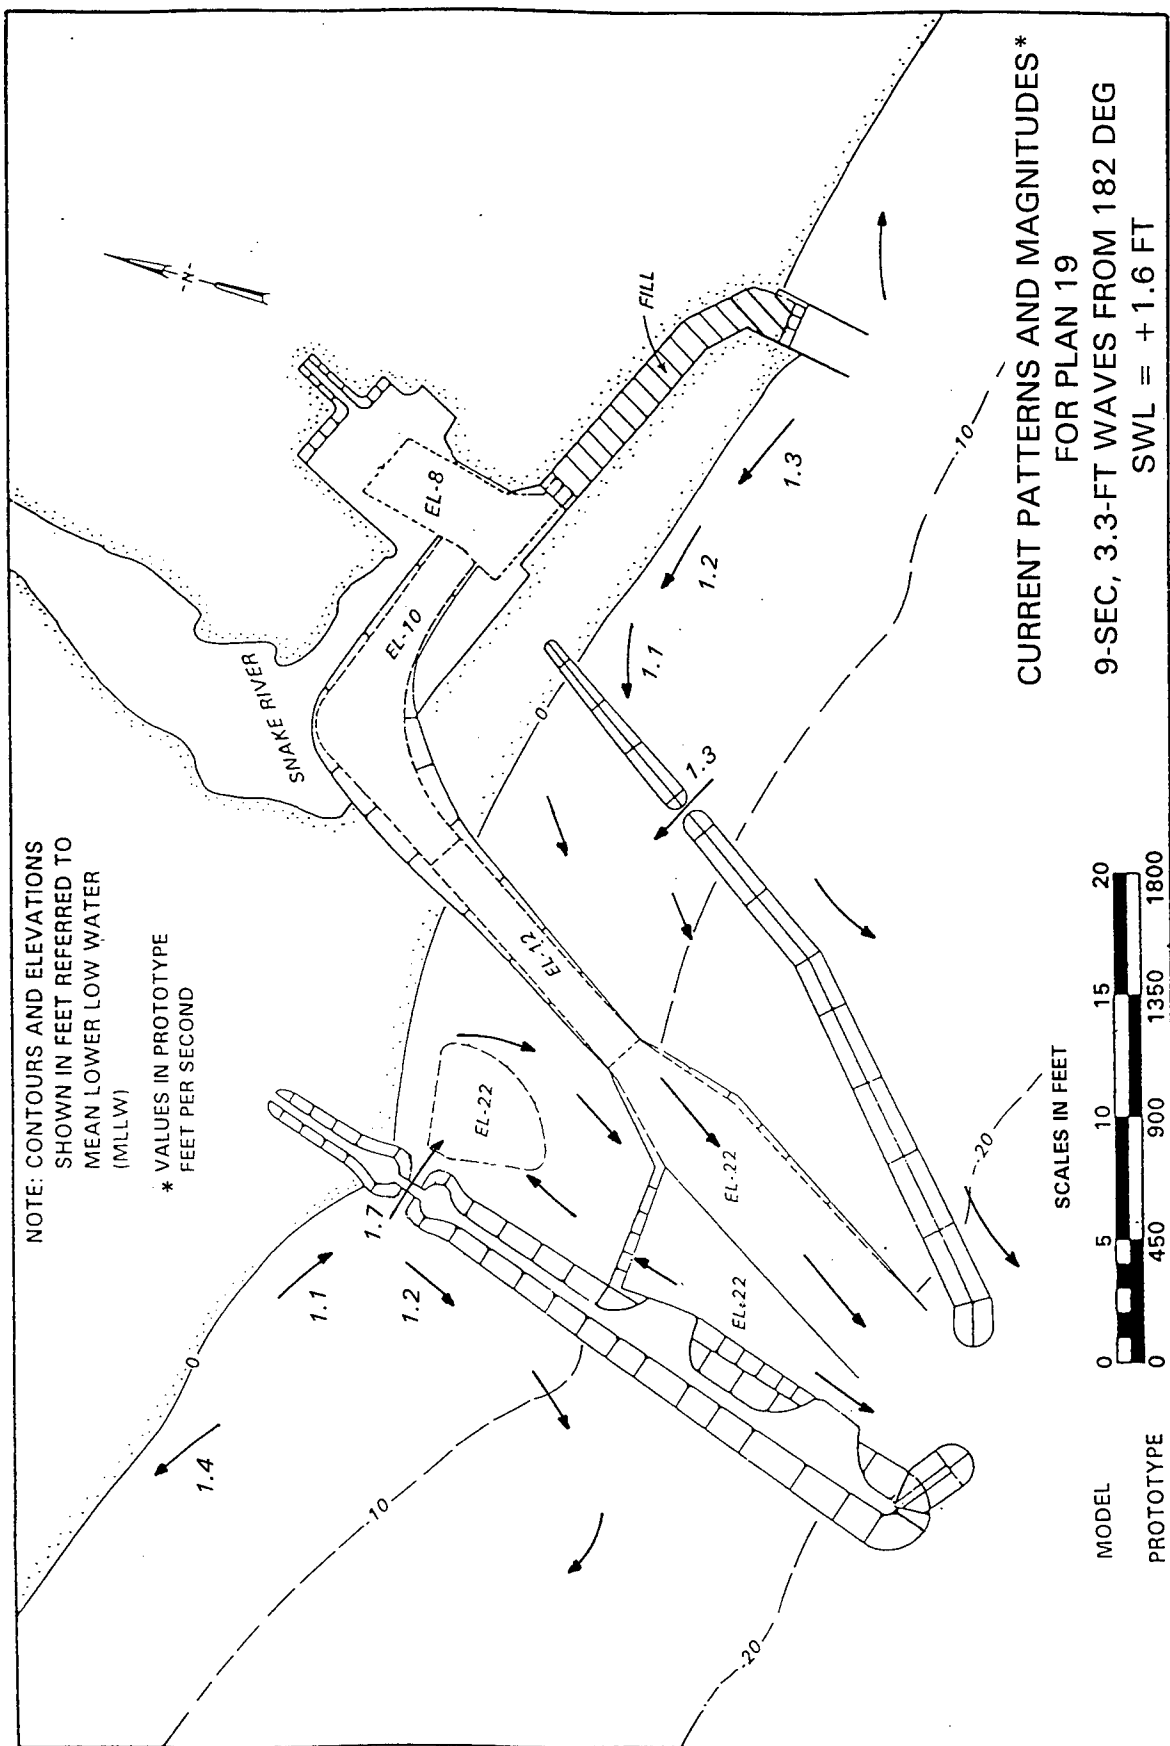 NOTE: CONTOURS AND ELEVATIONS
SHOWN IN FEET REFERRED TO
MEAN LOWER LOW WATER
(MLLW)
* VALUES IN PROTOTYPE
FEET PER SECOND
SNAKE RIVER
-N-
EL-8
EL-10
FILL
EL-12
EL-22
EL-22
EL-22
0
0
-10
-10
-20
-20
1.4
1.1
1.2
1.7
1.3
1.1
1.2
1.3
SCALES IN FEET
MODEL 0 5 10 15 20
PROTOTYPE 0 450 900 1350 1800
CURRENT PATTERNS AND MAGNITUDES*
FOR PLAN 19
9-SEC, 3.3-FT WAVES FROM 182 DEG
SWL = +1.6 FT